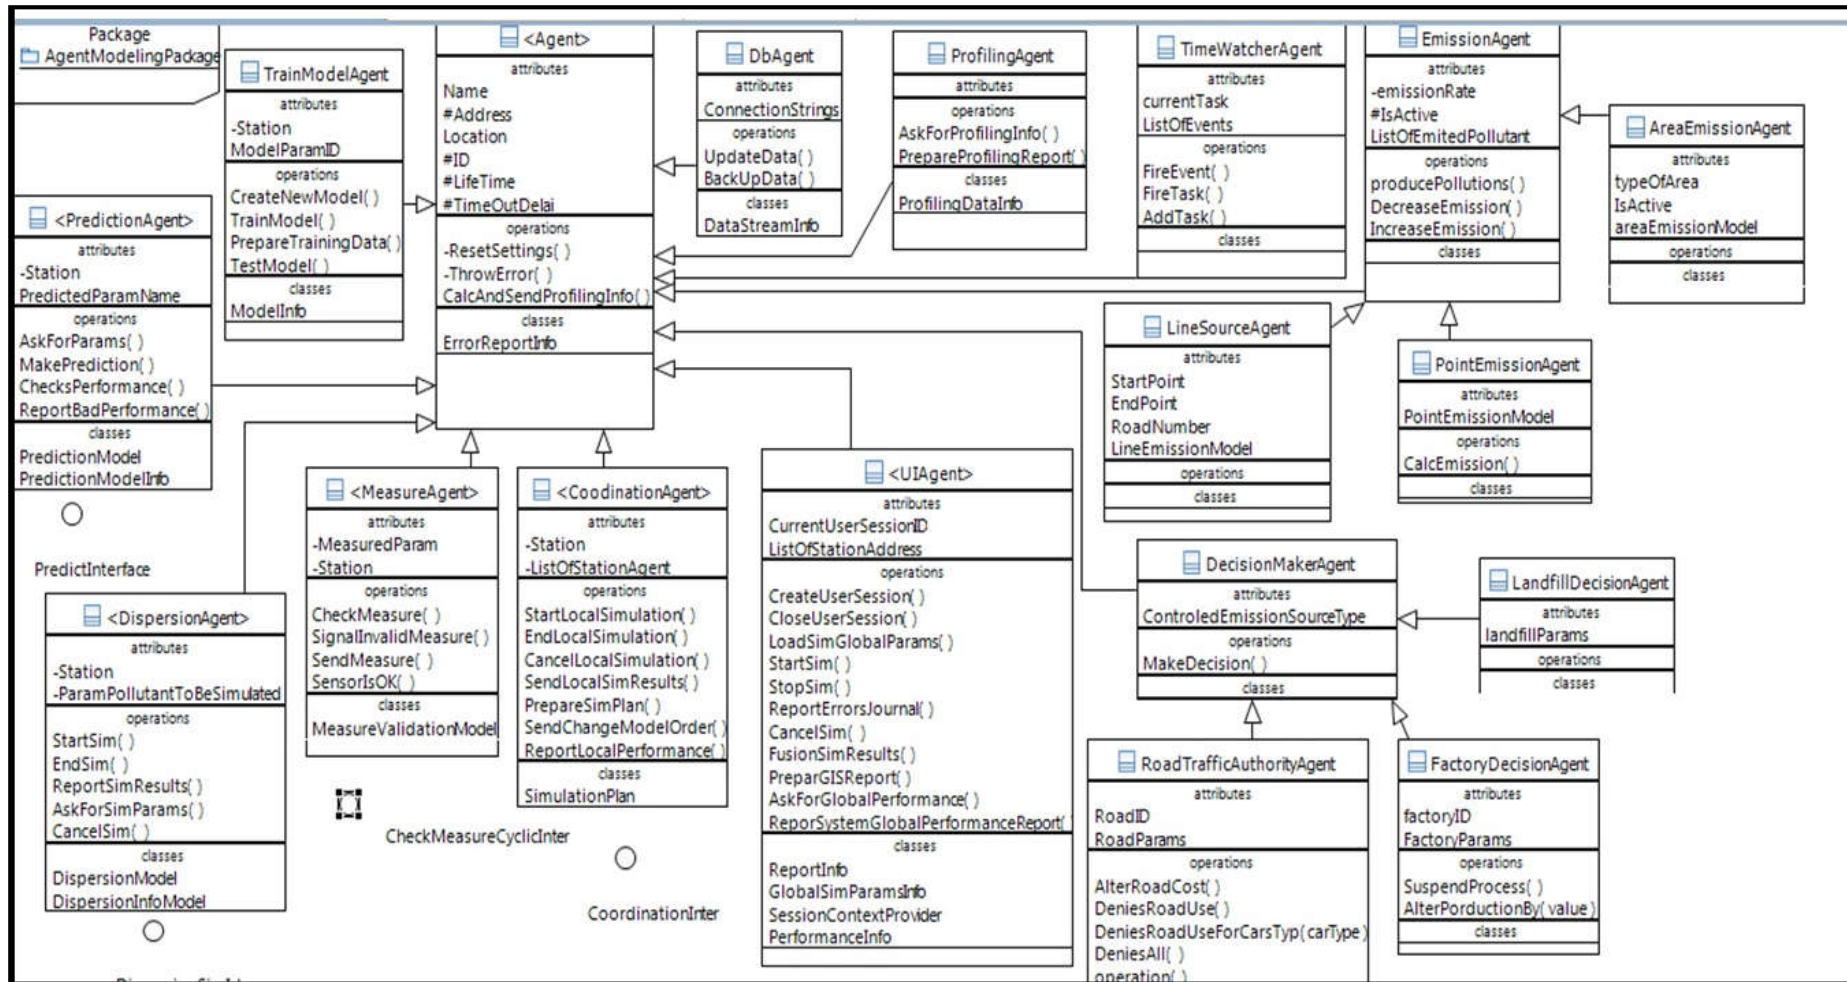 Package
AgentModelingPackage
TrainModelAgent
attributes
-Station
ModelParamID
operations
CreateNewModel( )
TrainModel( )
PrepareTrainingData( )
TestModel( )
classes
ModelInfo
<PredictionAgent>
attributes
-Station
PredictedParamName
operations
AskForParams( )
MakePrediction( )
ChecksPerformance( )
ReportBadPerformance( )
classes
PredictionModel
PredictionModelInfo
PredictInterface
<Agent>
attributes
Name
#Address
Location
#ID
#LifeTime
#TimeOutDelai
operations
-ResetSettings( )
-ThrowError( )
CalcAndSendProfilingInfo( )
classes
ErrorReportInfo
DbAgent
attributes
ConnectionStrings
operations
UpdateData( )
BackUpData( )
classes
DataStreamInfo
ProfilingAgent
attributes
operations
AskForProfilingInfo( )
PrepareProfilingReport( )
classes
ProfilingDataInfo
TimeWatcherAgent
attributes
currentTask
ListOfEvents
operations
FireEvent( )
FireTask( )
AddTask( )
classes
EmissionAgent
attributes
-emissionRate
#IsActive
ListOfEmitedPollutant
operations
producePollutions( )
DecreaseEmission( )
IncreaseEmission( )
classes
AreaEmissionAgent
attributes
typeOfArea
IsActive
areaEmissionModel
operations
classes
LineSourceAgent
attributes
StartPoint
EndPoint
RoadNumber
LineEmissionModel
operations
classes
PointEmissionAgent
attributes
PointEmissionModel
operations
CalcEmission( )
classes
<DispersionAgent>
attributes
-Station
-ParamPollutantToBeSimulated
operations
StartSim( )
EndSim( )
ReportSimResults( )
AskForSimParams( )
CancelSim( )
classes
DispersionModel
DispersionInfoModel
<MeasureAgent>
attributes
-MeasuredParam
-Station
operations
CheckMeasure( )
SignalInvalidMeasure( )
SendMeasure( )
SensorIsOK( )
classes
MeasureValidationModel
CheckMeasureCyclicInter
<CoodinationAgent>
attributes
-Station
-ListOfStationAgent
operations
StartLocalSimulation( )
EndLocalSimulation( )
CancelLocalSimulation( )
SendLocalSimResults( )
PrepareSimPlan( )
SendChangeModelOrder( )
ReportLocalPerformance( )
classes
SimulationPlan
CoordinationInter
<UIAgent>
attributes
CurrentUserSessionID
ListOfStationAddress
operations
CreateUserSession( )
CloseUserSession( )
LoadSimGlobalParams( )
StartSim( )
StopSim( )
ReportErrorsJournal( )
CancelSim( )
FusionSimResults( )
PreparGISReport( )
AskForGlobalPerformance( )
ReporSystemGlobalPerformanceReport( )
classes
ReportInfo
GlobalSimParamsInfo
SessionContextProvider
PerformanceInfo
DecisionMakerAgent
attributes
ControledEmissionSourceType
operations
MakeDecision( )
classes
LandfillDecisionAgent
attributes
landfillParams
operations
classes
RoadTrafficAuthorityAgent
attributes
RoadID
RoadParams
operations
AlterRoadCost( )
DeniesRoadUse( )
DeniesRoadUseForCarsTyp( carType )
DeniesAll( )
operation( )
FactoryDecisionAgent
attributes
factoryID
FactoryParams
operations
SuspendProcess( )
AlterPorductionBy( value )
classes